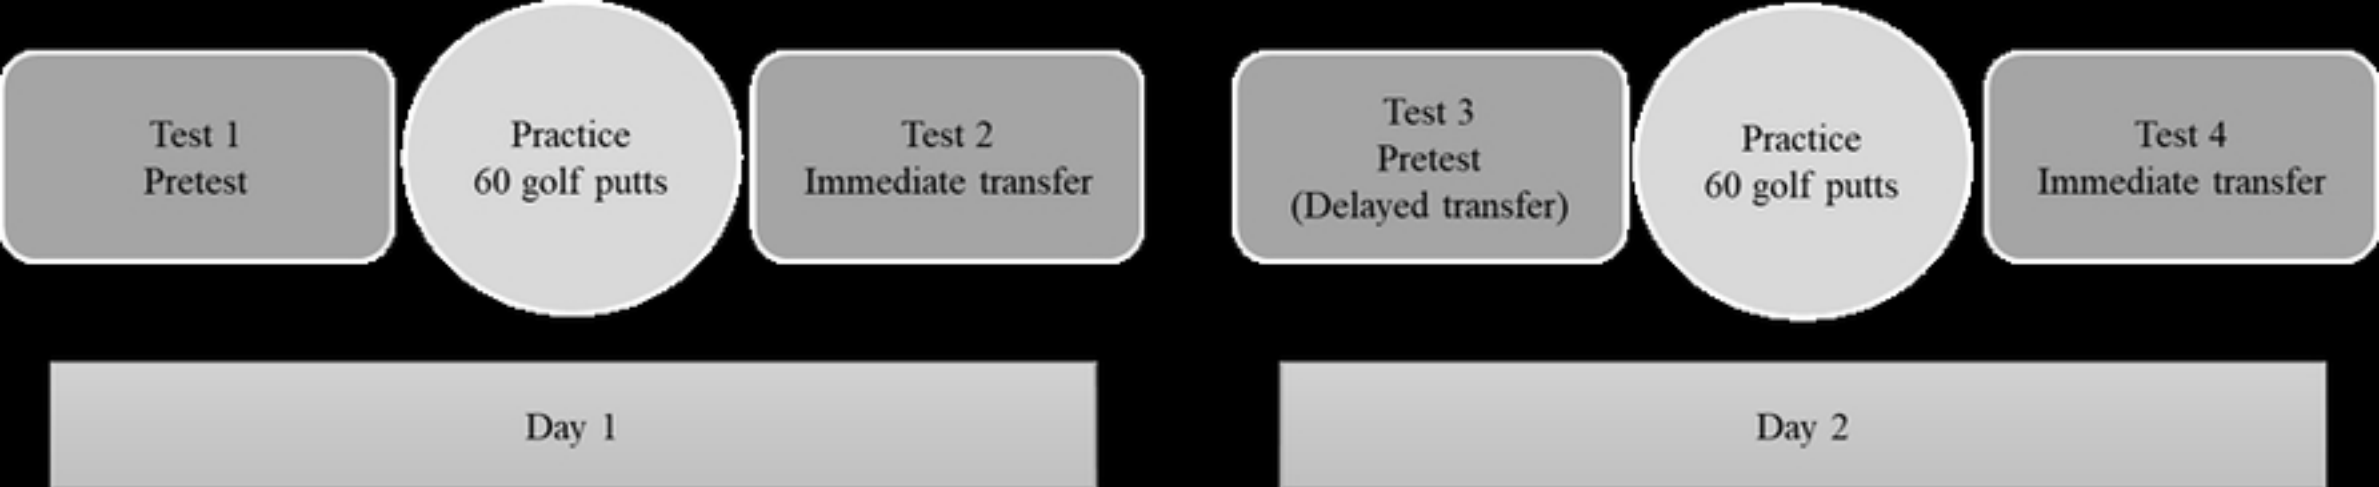 Test 1
Pretest
Practice
60 golf putts
Test 2
Immediate transfer
Test 3
Pretest
(Delayed transfer)
Practice
60 golf putts
Test 4
Immediate transfer
Day 1
Day 2